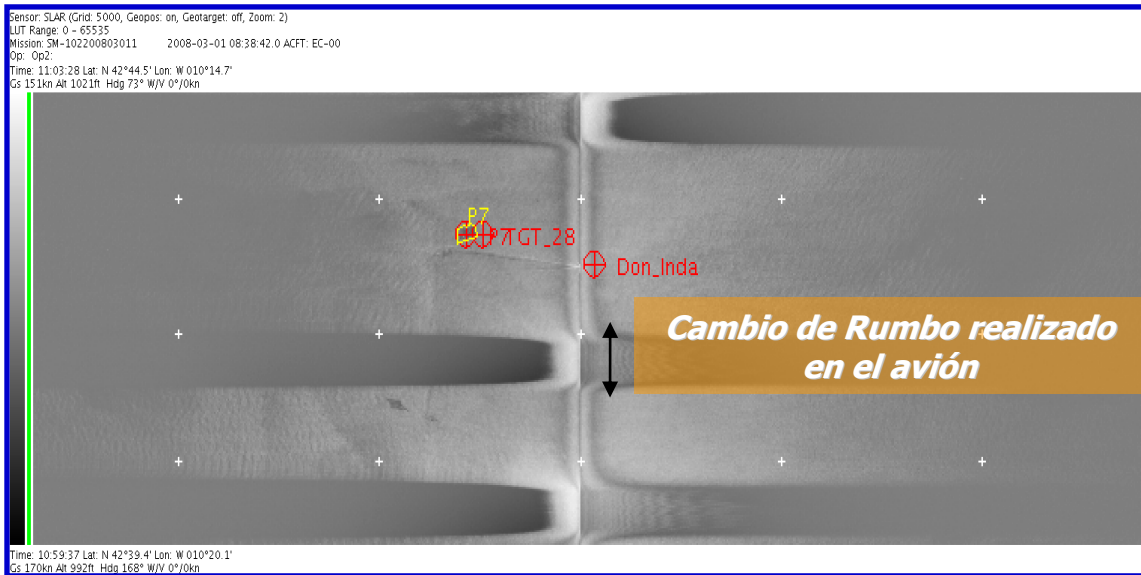 Sensor: SLAR (Grid: 5000, Geopos: on, Geotarget: off, Zoom: 2)
LUT Range: 0 - 65535
Mission: SM-102200803011 2008-03-01 08:38:42.0 ACFT: EC-00
Op: Op2:
Time: 11:03:28 Lat: N 42°44.5' Lon: W 010°14.7'
Gs 151kn Alt 1021ft Hdg 73° W/V 0°/0kn
P7
P7TGT_28
Don_Inda
Cambio de Rumbo realizado
en el avión
Time: 10:59:37 Lat: N 42°39.4' Lon: W 010°20.1'
Gs 170kn Alt 992ft Hdg 168° W/V 0°/0kn